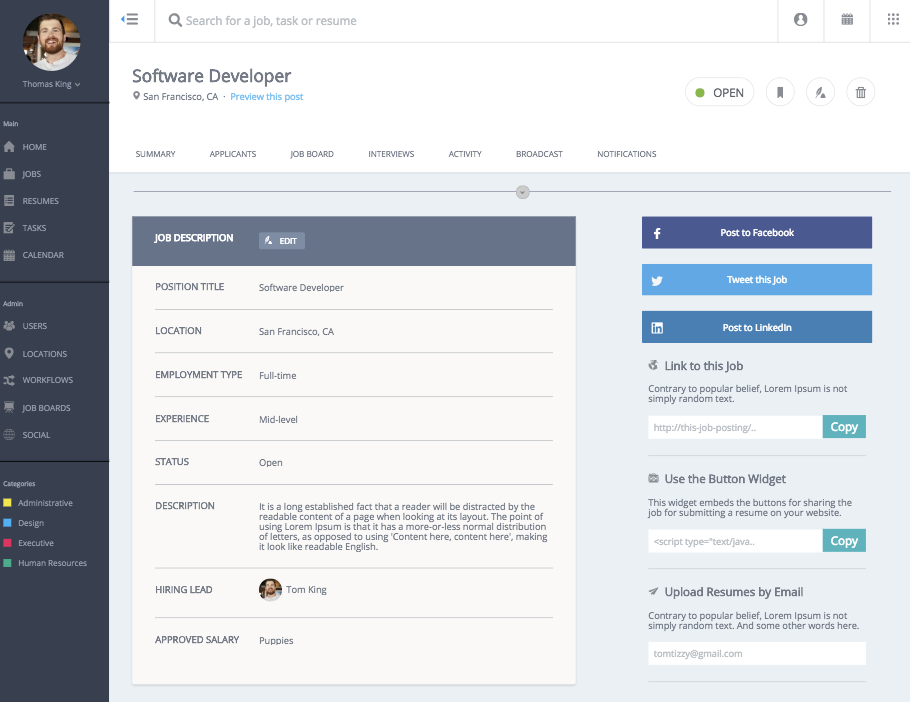 Thomas King
Main
HOME
JOBS
RESUMES
TASKS
CALENDAR
Admin
USERS
LOCATIONS
WORKFLOWS
JOB BOARDS
SOCIAL
Categories
Administrative
Design
Executive
Human Resources
Search for a job, task or resume
Software Developer
San Francisco, CA · Preview this post
OPEN
SUMMARY APPLICANTS JOB BOARD INTERVIEWS ACTIVITY BROADCAST NOTIFICATIONS
JOB DESCRIPTION EDIT
POSITION TITLE Software Developer
LOCATION San Francisco, CA
EMPLOYMENT TYPE Full-time
EXPERIENCE Mid-level
STATUS Open
DESCRIPTION It is a long established fact that a reader will be distracted by the
readable content of a page when looking at its layout. The point of
using Lorem Ipsum is that it has a more-or-less normal distribution
of letters, as opposed to using 'Content here, content here', making
it look like readable English.
HIRING LEAD Tom King
APPROVED SALARY Puppies
Post to Facebook
Tweet this Job
Post to LinkedIn
Link to this Job
Contrary to popular belief, Lorem Ipsum is not
simply random text.
http://this-job-posting/.. Copy
Use the Button Widget
This widget embeds the buttons for sharing the
job for submitting a resume on your website.
<script type="text/java.. Copy
Upload Resumes by Email
Contrary to popular belief, Lorem Ipsum is not
simply random text. And some other words here.
tomtizzy@gmail.com